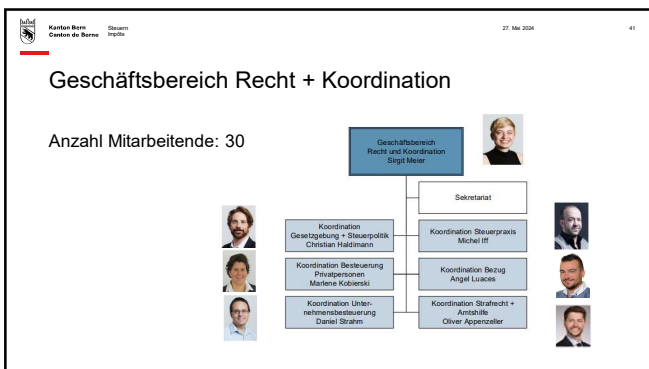 Kanton Bern
Canton de Berne
Steuern
Impôts
27. Mai 2024
41
Geschäftsbereich Recht + Koordination
Anzahl Mitarbeitende: 30
Geschäftsbereich
Recht und Koordination
Sirgit Meier
Sekretariat
Koordination
Gesetzgebung + Steuerpolitik
Christian Haldimann
Koordination Steuerpraxis
Michel Iff
Koordination Besteuerung
Privatpersonen
Marlene Kobierski
Koordination Bezug
Angel Luaces
Koordination Unter-
nehmensbesteuerung
Daniel Strahm
Koordination Strafrecht +
Amtshilfe
Oliver Appenzeller